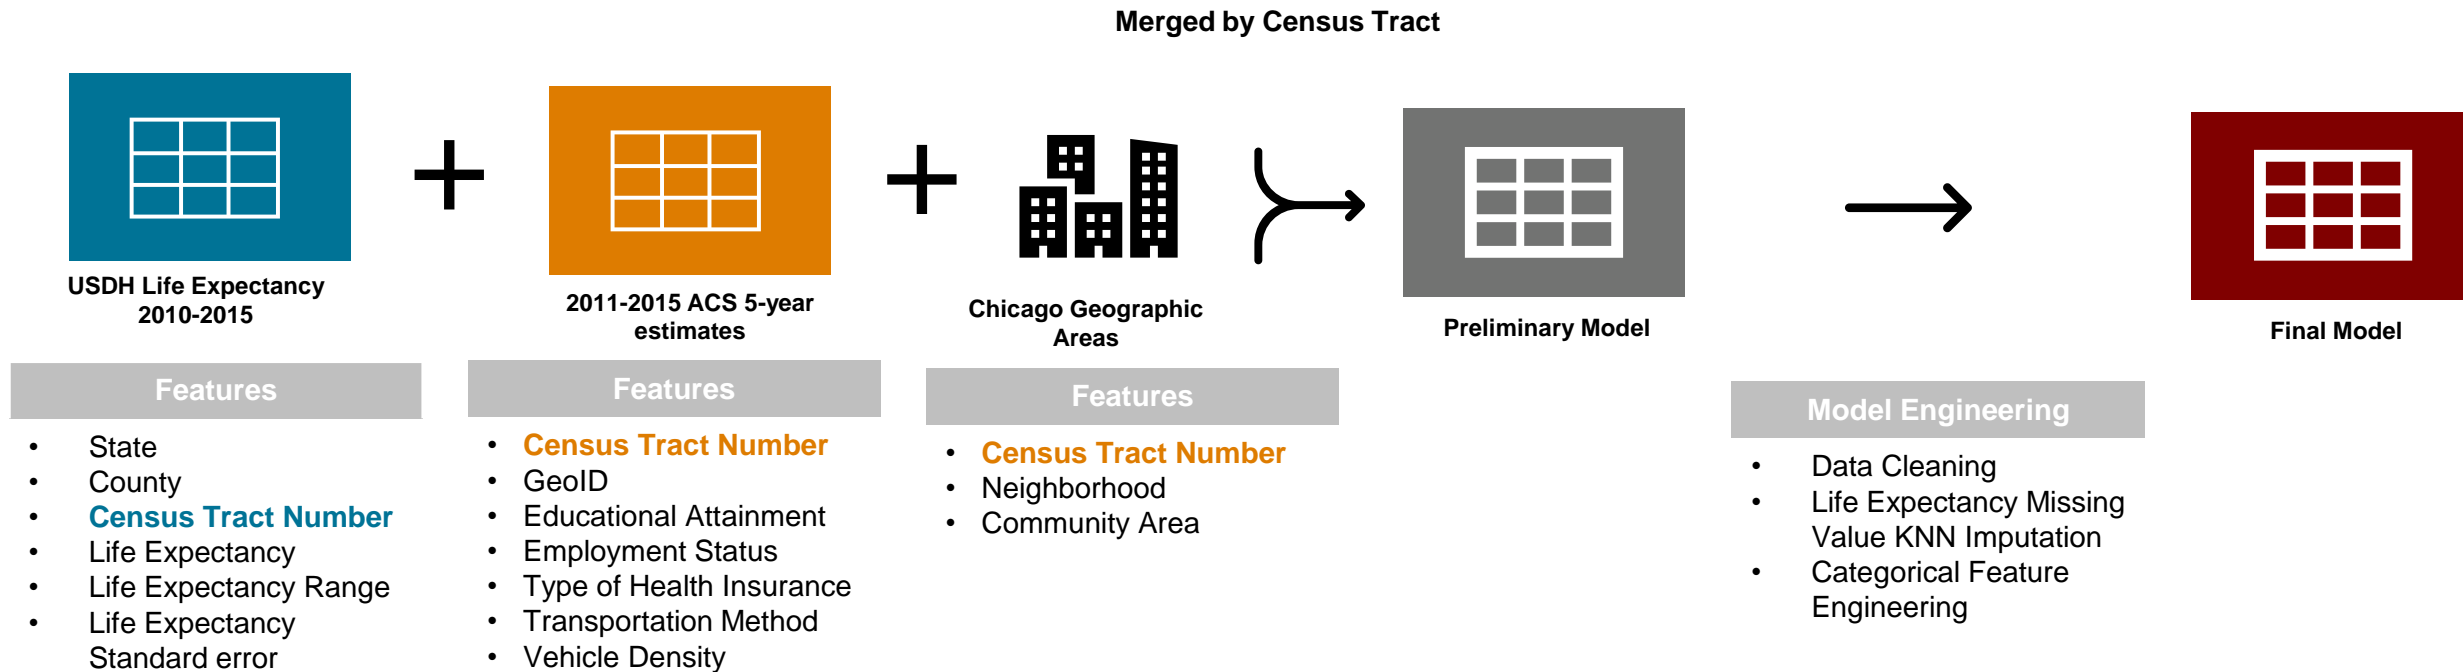 Merged by Census Tract
USDH Life Expectancy
2010-2015
2011-2015 ACS 5-year
estimates
Chicago Geographic
Areas
Preliminary Model
Final Model
Features
• State
• County
• Census Tract Number
• Life Expectancy
• Life Expectancy Range
• Life Expectancy
Standard error
Features
• Census Tract Number
• GeoID
• Educational Attainment
• Employment Status
• Type of Health Insurance
• Transportation Method
• Vehicle Density
Features
• Census Tract Number
• Neighborhood
• Community Area
Model Engineering
• Data Cleaning
• Life Expectancy Missing
Value KNN Imputation
• Categorical Feature
Engineering